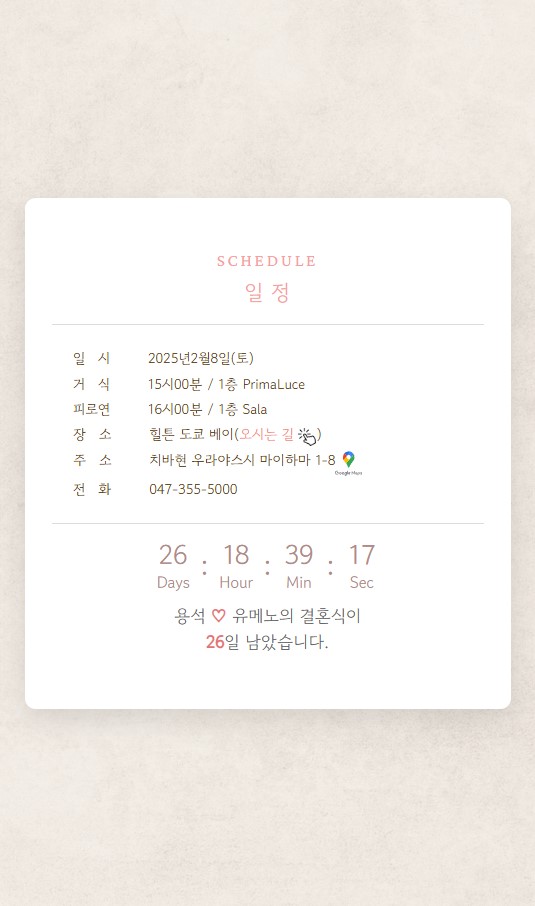 SCHEDULE
일 정
일 시 2025년2월8일(토)
거 식 15시00분 / 1층 PrimaLuce
피로연 16시00분 / 1층 Sala
장 소 힐튼 도쿄 베이(오시는 길 )
주 소 치바현 우라야스시 마이하마 1-8
Google Maps
전 화 047-355-5000
26 : 18 : 39 : 17
Days Hour Min Sec
용석 ♡ 유메노의 결혼식이
26일 남았습니다.